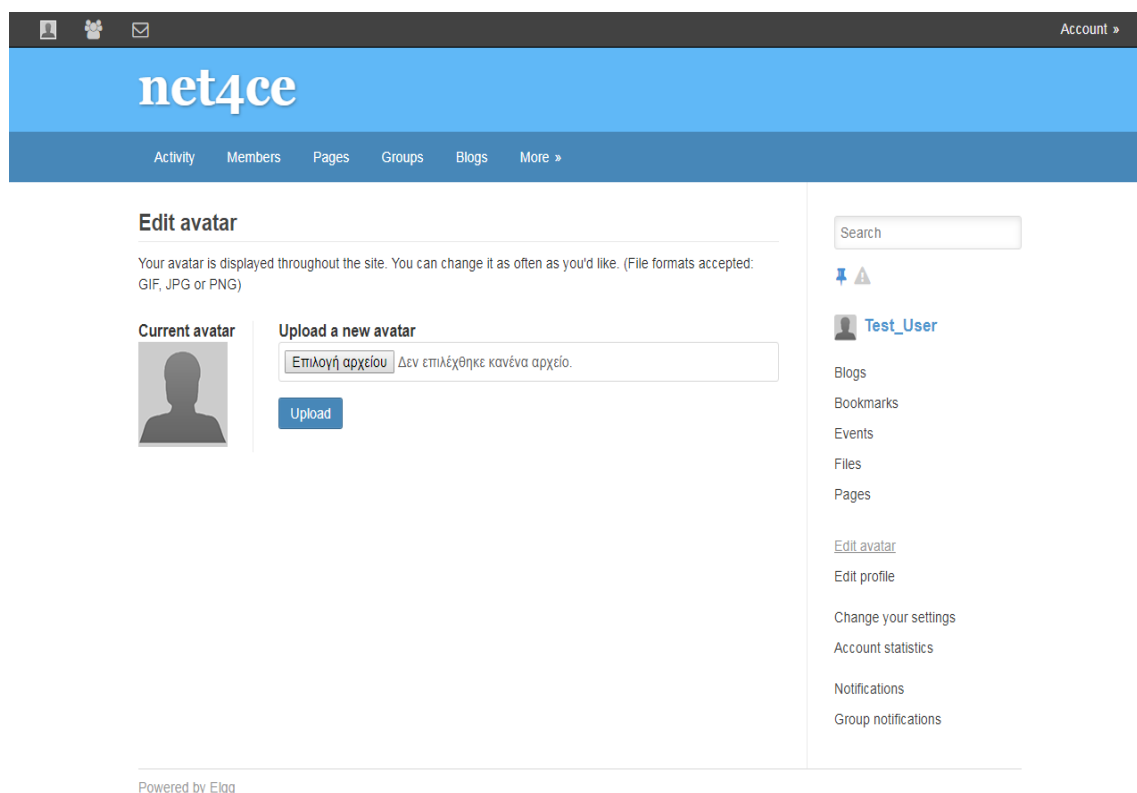 Account »
net4ce
Activity Members Pages Groups Blogs More »
Edit avatar
Your avatar is displayed throughout the site. You can change it as often as you'd like. (File formats accepted:
GIF, JPG or PNG)
Current avatar
Upload a new avatar
Επιλογή αρχείου Δεν επιλέχθηκε κανένα αρχείο.
Upload
Search
Test_User
Blogs
Bookmarks
Events
Files
Pages
Edit avatar
Edit profile
Change your settings
Account statistics
Notifications
Group notifications
Powered by Elgg